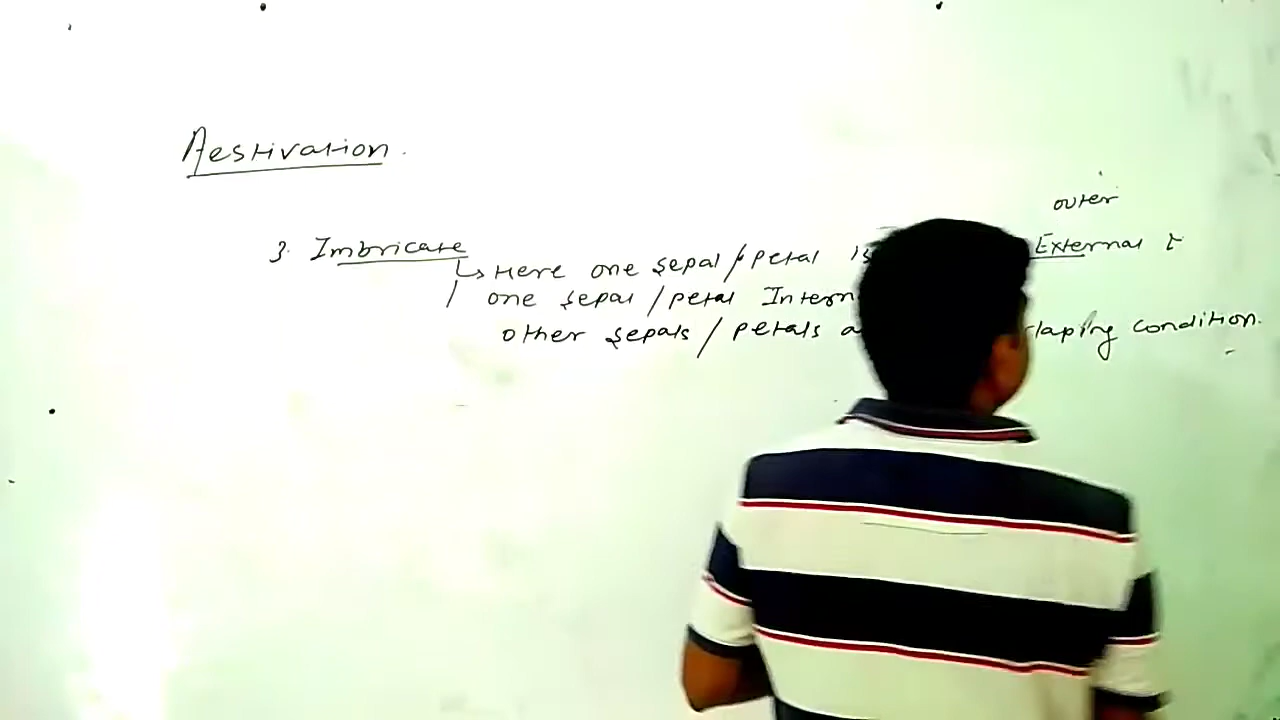 Aestivation.
outer
3. Imbricate
Here one sepal/petal is External &
one sepal/petal Intern
other sepals/petals a laping condition.